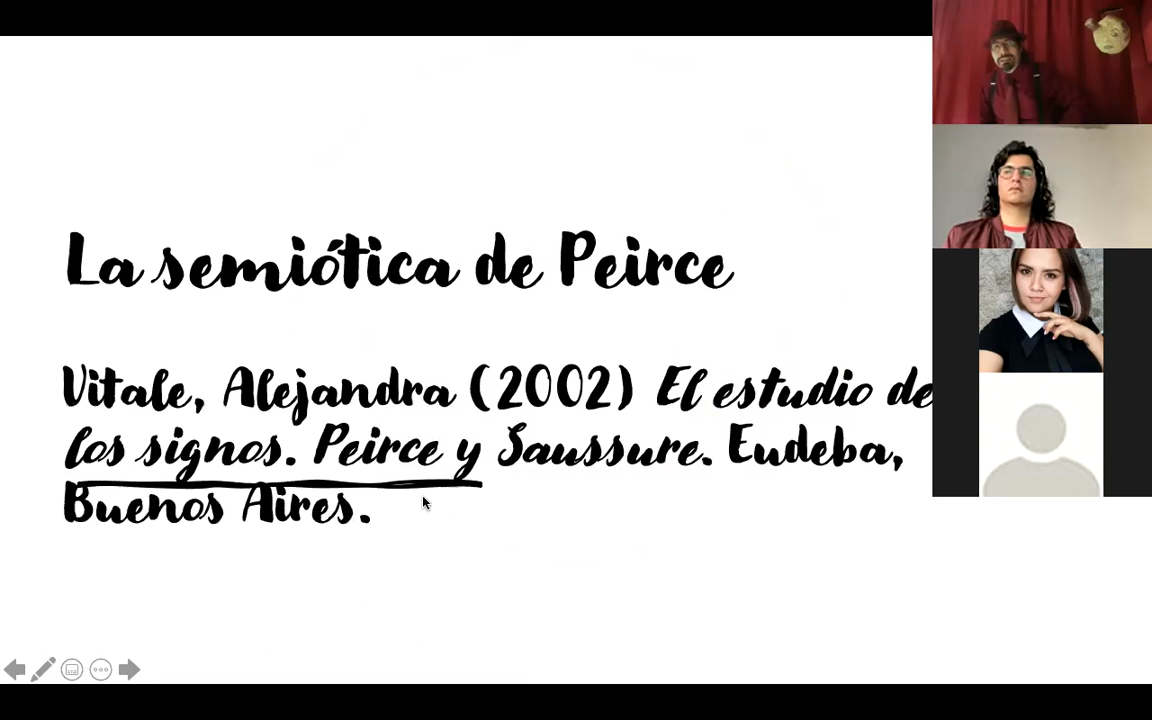 La semiótica de Peirce
Vitale, Alejandra (2002) El estudio de
los signos. Peirce y Saussure. Eudeba,
Buenos Aires.